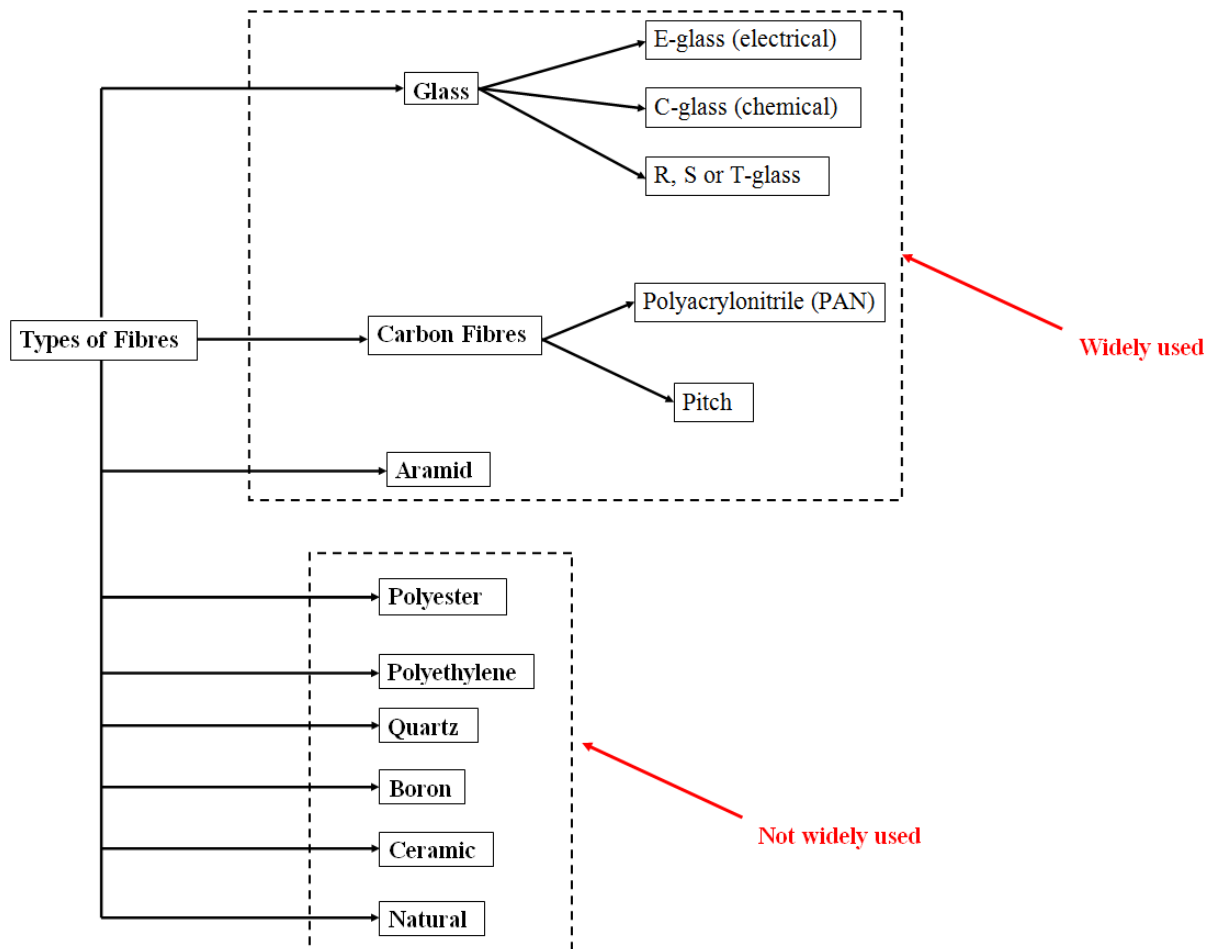 E-glass (electrical)
Glass
C-glass (chemical)
R, S or T-glass
Polyacrylonitrile (PAN)
Types of Fibres
Carbon Fibres
Widely used
Pitch
Aramid
Polyester
Polyethylene
Quartz
Boron
Not widely used
Ceramic
Natural